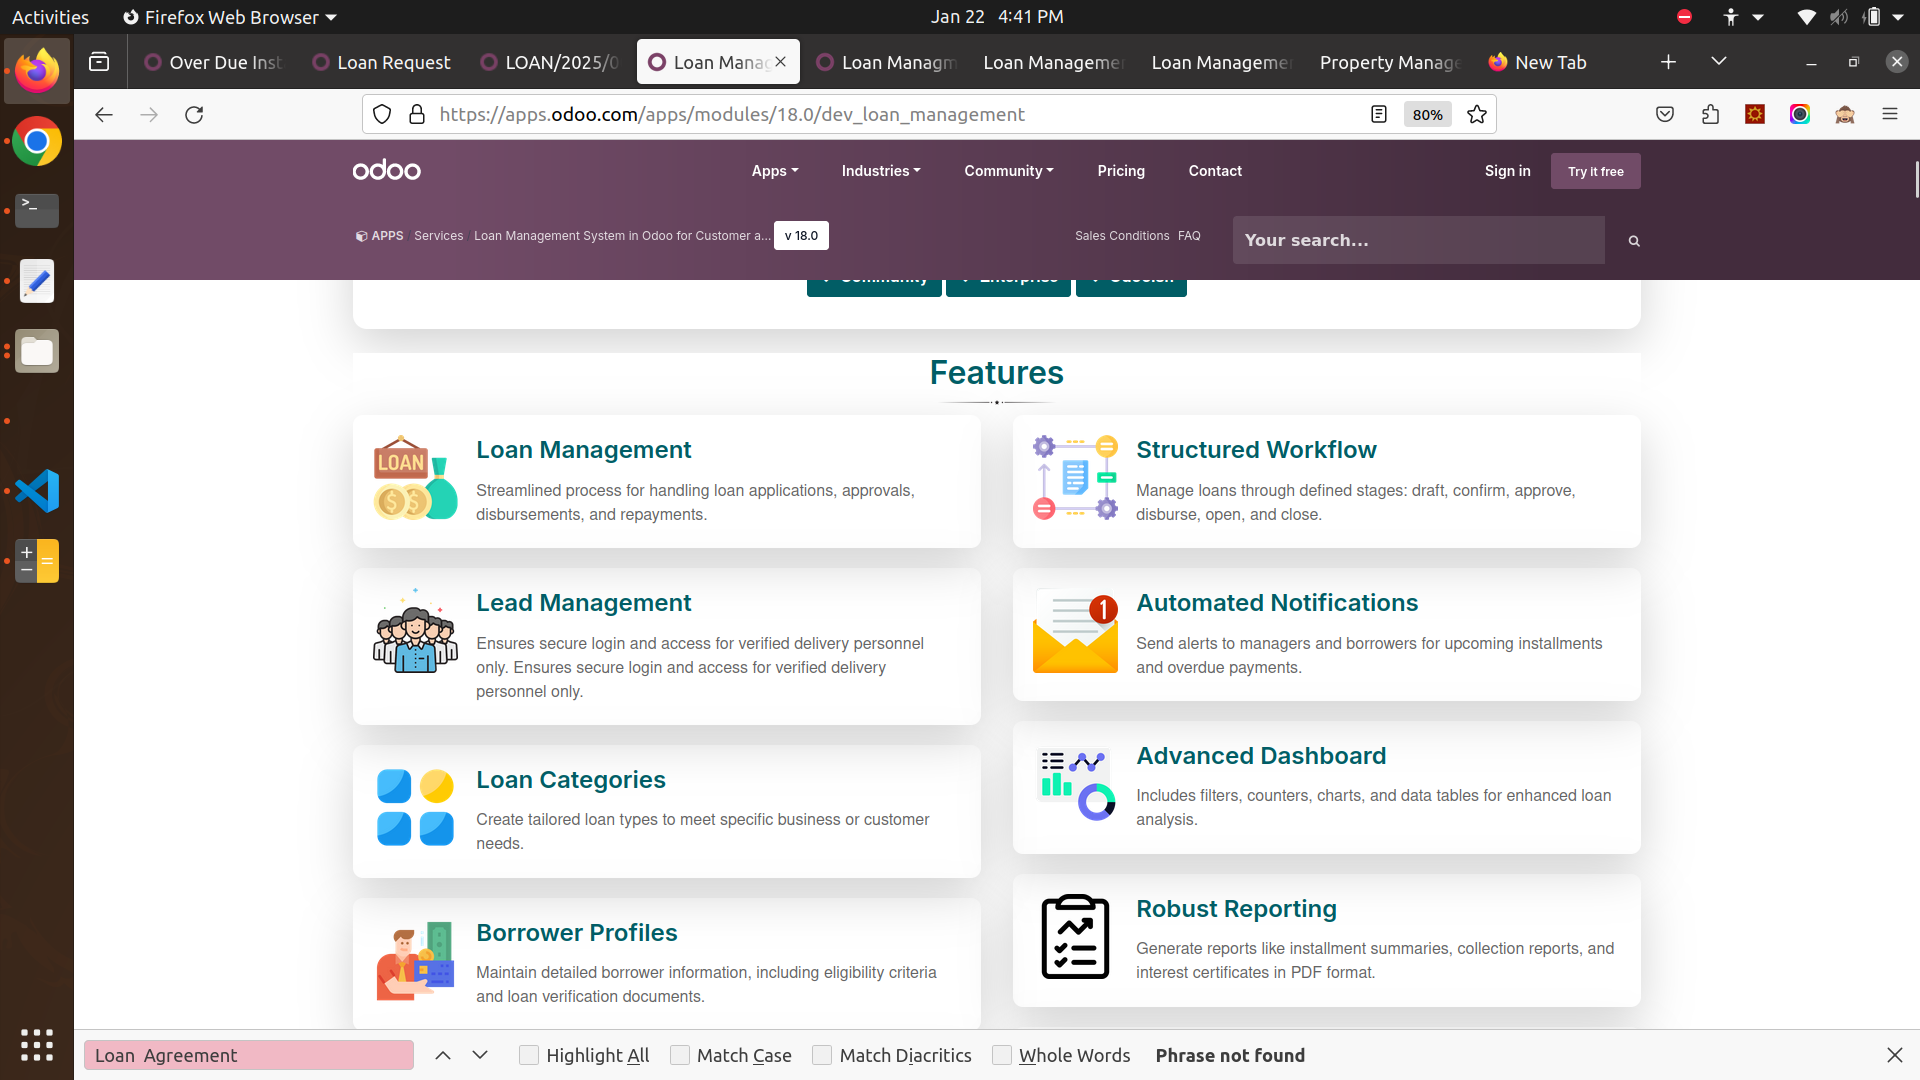 Activities
Firefox Web Browser
Jan 22 4:41 PM
Over Due Inst
Loan Request
LOAN/2025/0
Loan Manag
Loan Managm
Loan Managemen
Loan Managemen
Property Manage
New Tab
https://apps.odoo.com/apps/modules/18.0/dev_loan_management
80%
odoo
Apps
Industries
Community
Pricing
Contact
Sign in
Try it free
APPS / Services / Loan Management System in Odoo for Customer a...
v 18.0
Sales Conditions
FAQ
Your search...
Community
Enterprise
Odoo.sh
Features
LOAN
Loan Management
Streamlined process for handling loan applications, approvals,
disbursements, and repayments.
Structured Workflow
Manage loans through defined stages: draft, confirm, approve,
disburse, open, and close.
Lead Management
Ensures secure login and access for verified delivery personnel
only. Ensures secure login and access for verified delivery
personnel only.
1
Automated Notifications
Send alerts to managers and borrowers for upcoming installments
and overdue payments.
Loan Categories
Create tailored loan types to meet specific business or customer
needs.
Advanced Dashboard
Includes filters, counters, charts, and data tables for enhanced loan
analysis.
Borrower Profiles
Maintain detailed borrower information, including eligibility criteria
and loan verification documents.
Robust Reporting
Generate reports like installment summaries, collection reports, and
interest certificates in PDF format.
Loan  Agreement
Highlight All
Match Case
Match Diacritics
Whole Words
Phrase not found